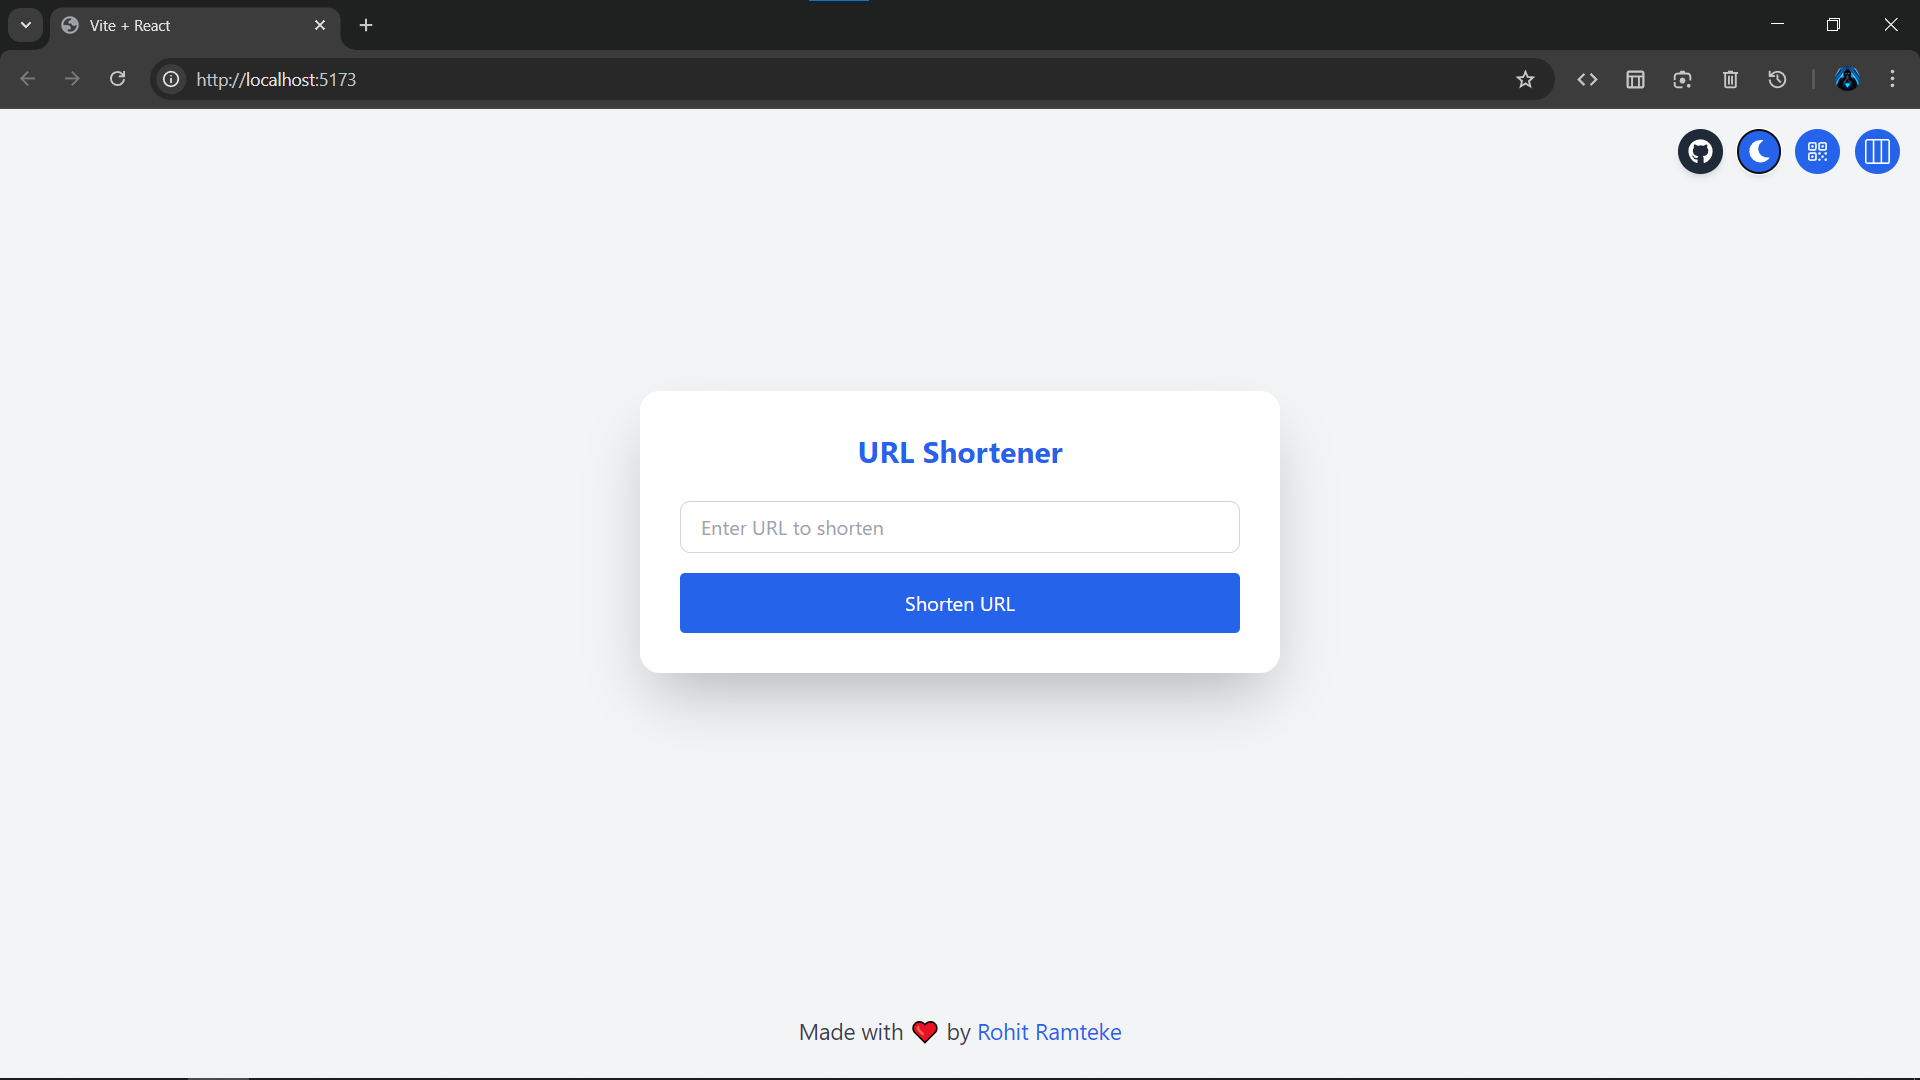 Vite + React
http://localhost:5173
URL Shortener
Enter URL to shorten
Shorten URL
Made with ❤️ by Rohit Ramteke